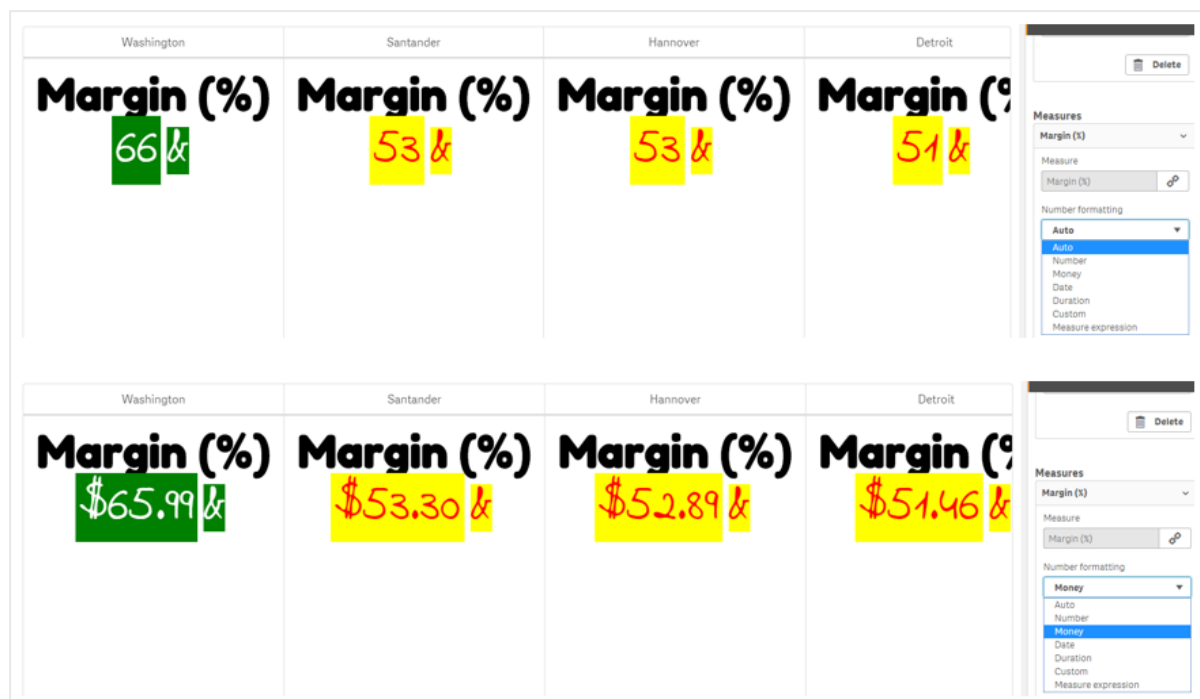 Washington Santander Hannover Detroit
Delete
Margin (%) Margin (%) Margin (%) Margin (%
66 & 53 & 53 & 51 &
Measures
Margin (%)
Measure
Margin (%)
Number formatting
Auto
Auto
Number
Money
Date
Duration
Custom
Measure expression
Washington Santander Hannover Detroit
Delete
Margin (%) Margin (%) Margin (%) Margin (%
$65.99 & $53.30 & $52.89 & $51.46 &
Measures
Margin (%)
Measure
Margin (%)
Number formatting
Money
Auto
Number
Money
Date
Duration
Custom
Measure expression